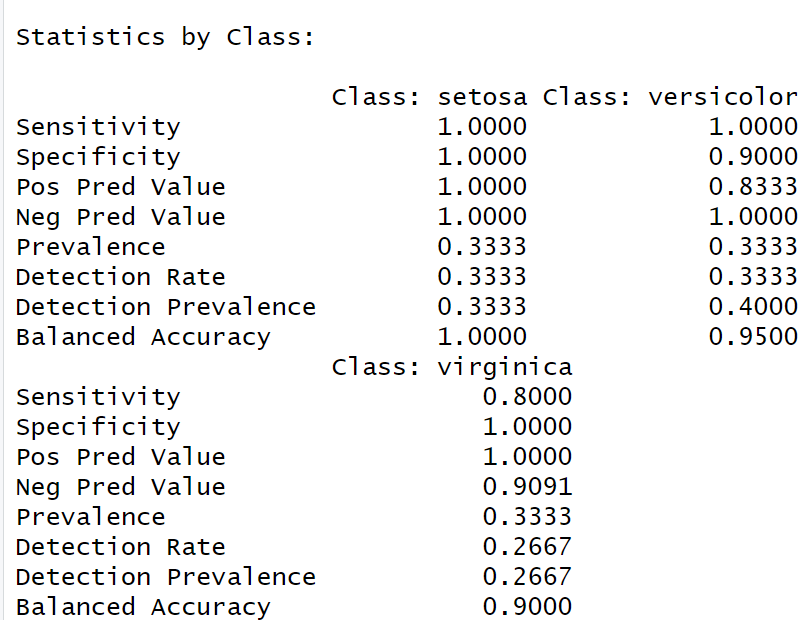 Statistics by Class:

                     Class: setosa Class: versicolor
Sensitivity                 1.0000            1.0000
Specificity                 1.0000            0.9000
Pos Pred Value              1.0000            0.8333
Neg Pred Value              1.0000            1.0000
Prevalence                  0.3333            0.3333
Detection Rate              0.3333            0.3333
Detection Prevalence        0.3333            0.4000
Balanced Accuracy           1.0000            0.9500
                     Class: virginica
Sensitivity                    0.8000
Specificity                    1.0000
Pos Pred Value                 1.0000
Neg Pred Value                 0.9091
Prevalence                     0.3333
Detection Rate                 0.2667
Detection Prevalence           0.2667
Balanced Accuracy              0.9000